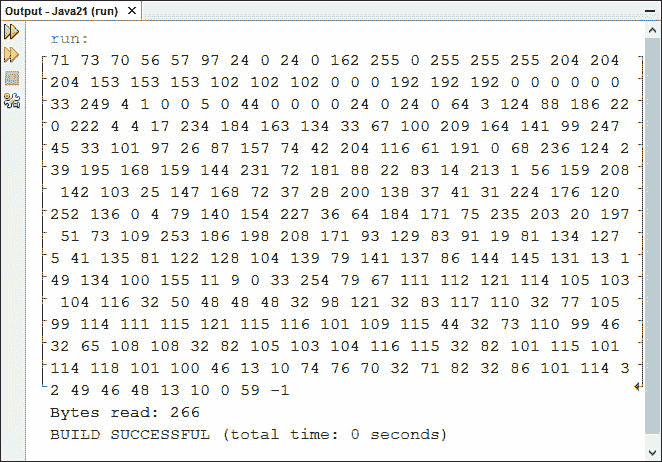 Output - Java21 (run) ×
run:
71 73 70 56 57 97 24 0 24 0 162 255 0 255 255 255 204 204
204 153 153 153 102 102 102 0 0 0 192 192 192 0 0 0 0 0 0
33 249 4 1 0 0 5 0 44 0 0 0 0 24 0 24 0 64 3 124 88 186 22
0 222 4 4 17 234 184 163 134 33 67 100 209 164 141 99 247
45 33 101 97 26 87 157 74 42 204 116 61 191 0 68 236 124 2
39 195 168 159 144 231 72 181 88 22 83 14 213 1 56 159 208
142 103 25 147 168 72 37 28 200 138 37 41 31 224 176 120
252 136 0 4 79 140 154 227 36 64 184 171 75 235 203 20 197
51 73 109 253 186 198 208 171 93 129 83 91 19 81 134 127
5 41 135 81 122 128 104 139 79 141 137 86 144 145 131 13 1
49 134 100 155 11 9 0 33 254 79 67 111 112 121 114 105 103
104 116 32 50 48 48 48 32 98 121 32 83 117 110 32 77 105
99 114 111 115 121 115 116 101 109 115 44 32 73 110 99 46
32 65 108 108 32 82 105 103 104 116 115 32 82 101 115 101
114 118 101 100 46 13 10 74 76 70 32 71 82 32 86 101 114 3
2 49 46 48 13 10 0 59 -1
Bytes read: 266
BUILD SUCCESSFUL (total time: 0 seconds)